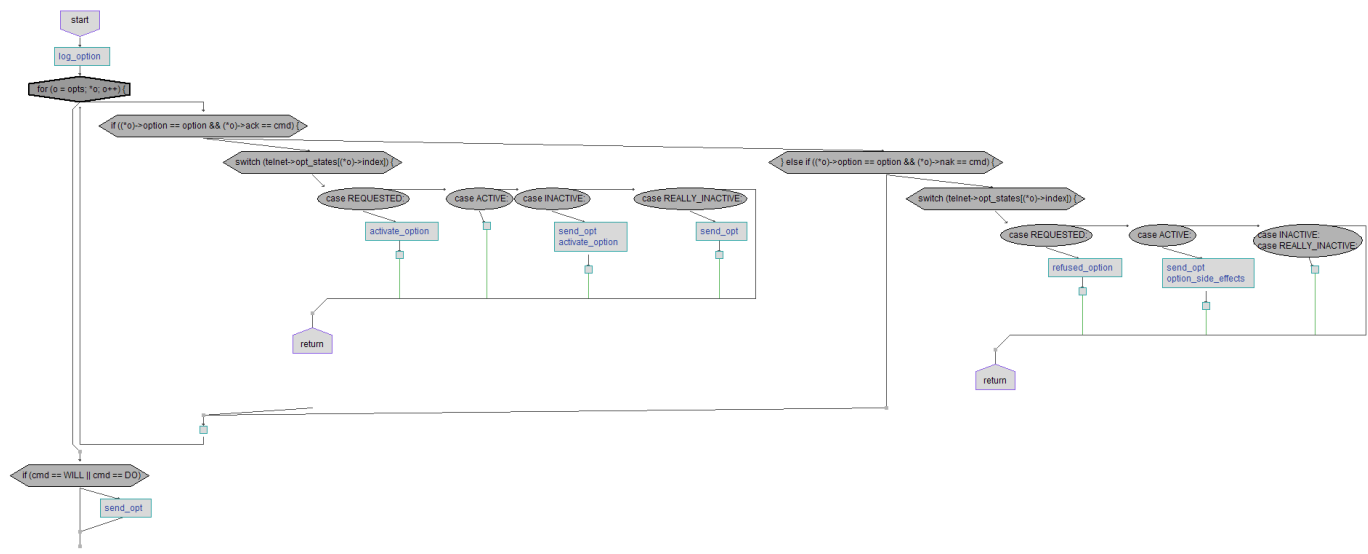 start
log_option
for (o = opts; *o; o++) {
if ((*o)->option == option && (*o)->ack == cmd) {
switch (telnet->opt_states[(*o)->index]) {
} else if ((*o)->option == option && (*o)->nak == cmd) {
case REQUESTED:
case ACTIVE:
case INACTIVE:
case REALLY_INACTIVE:
switch (telnet->opt_states[(*o)->index]) {
activate_option
send_opt
activate_option
send_opt
case REQUESTED:
case ACTIVE:
case INACTIVE:
case REALLY_INACTIVE:
refused_option
send_opt
option_side_effects
return
return
if (cmd == WILL || cmd == DO)
send_opt